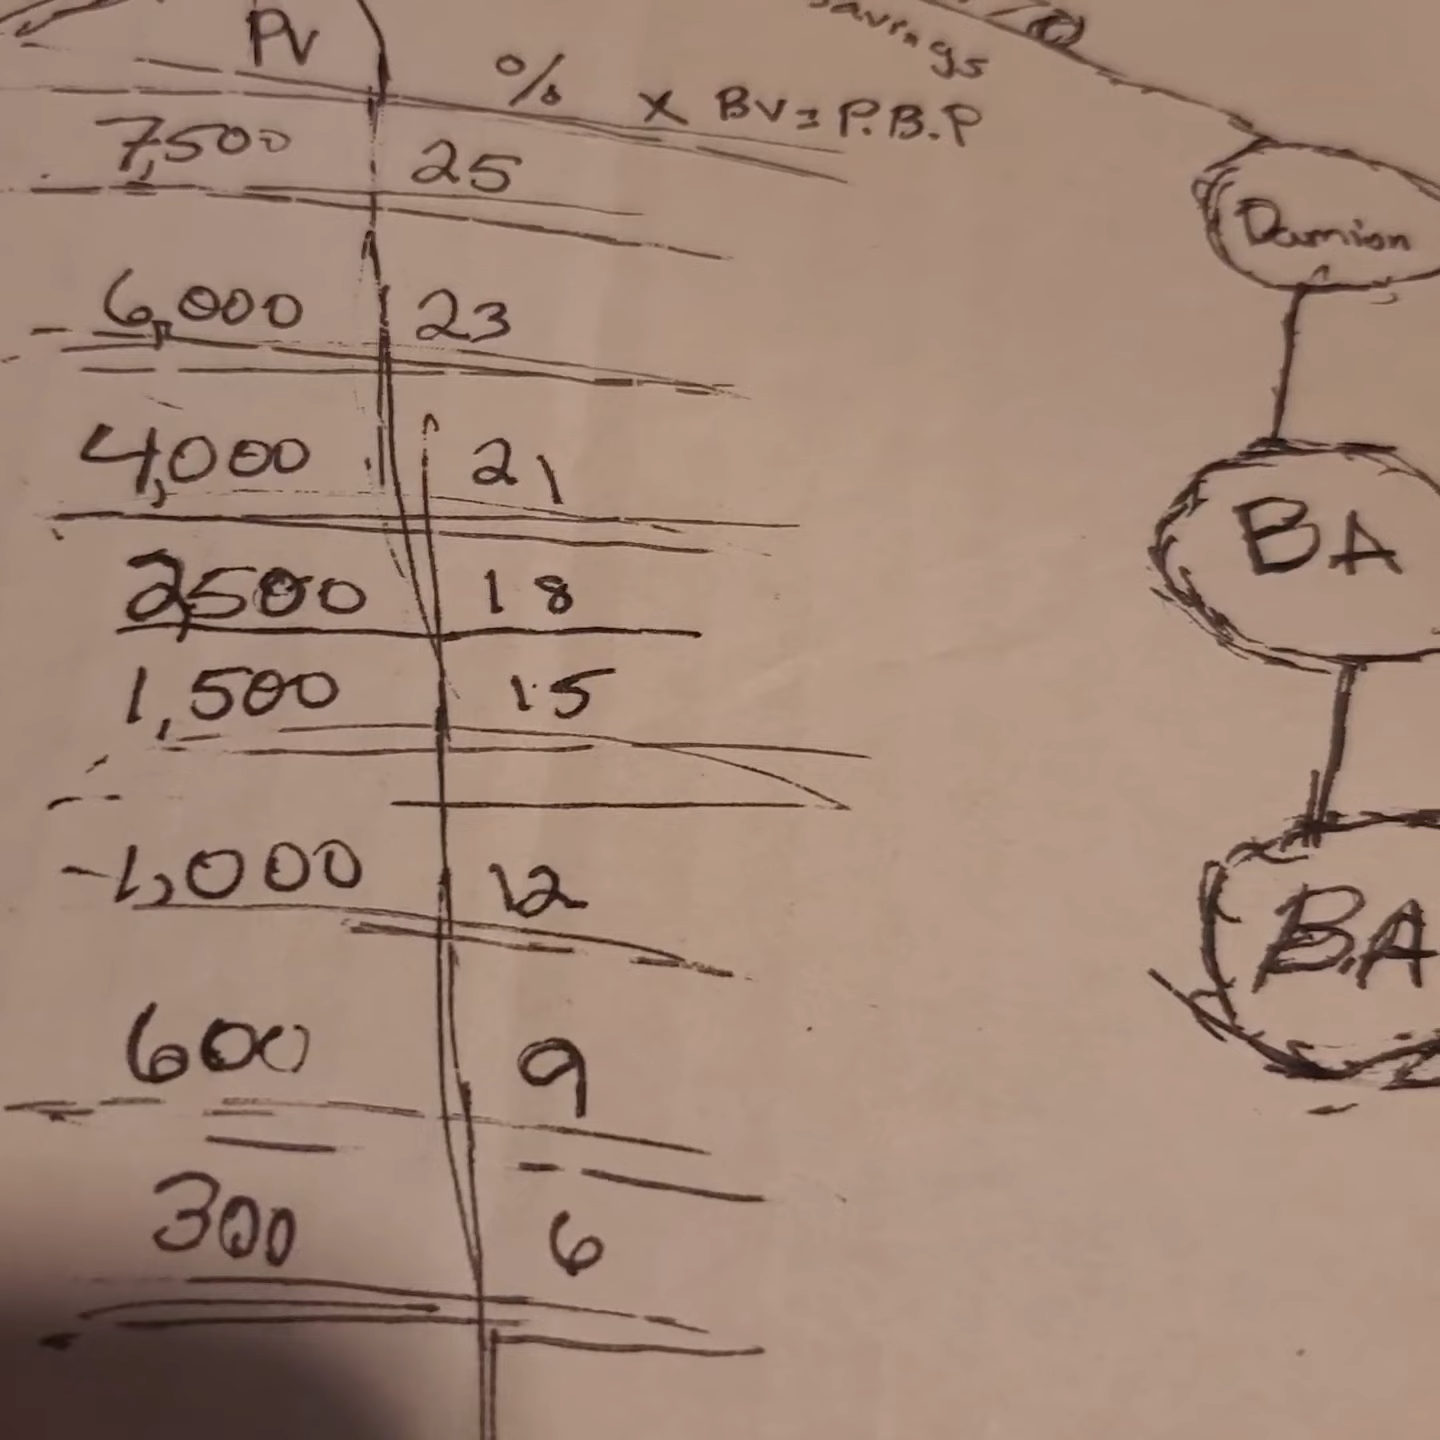 savings
PV % x BV = P.B.P
7,500 25
6,000 23
4,000 21
2,500 18
1,500 15
1,000 12
600 9
300 6
Damion
BA
B.A